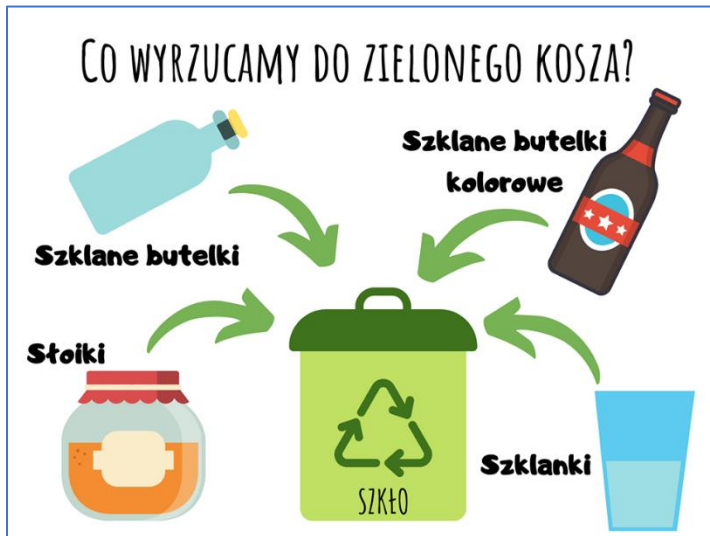 Co wyrzucamy do zielonego kosza?
Szklane butelki
kolorowe
Szklane butelki
Słoiki
Szklanki
SZKŁO